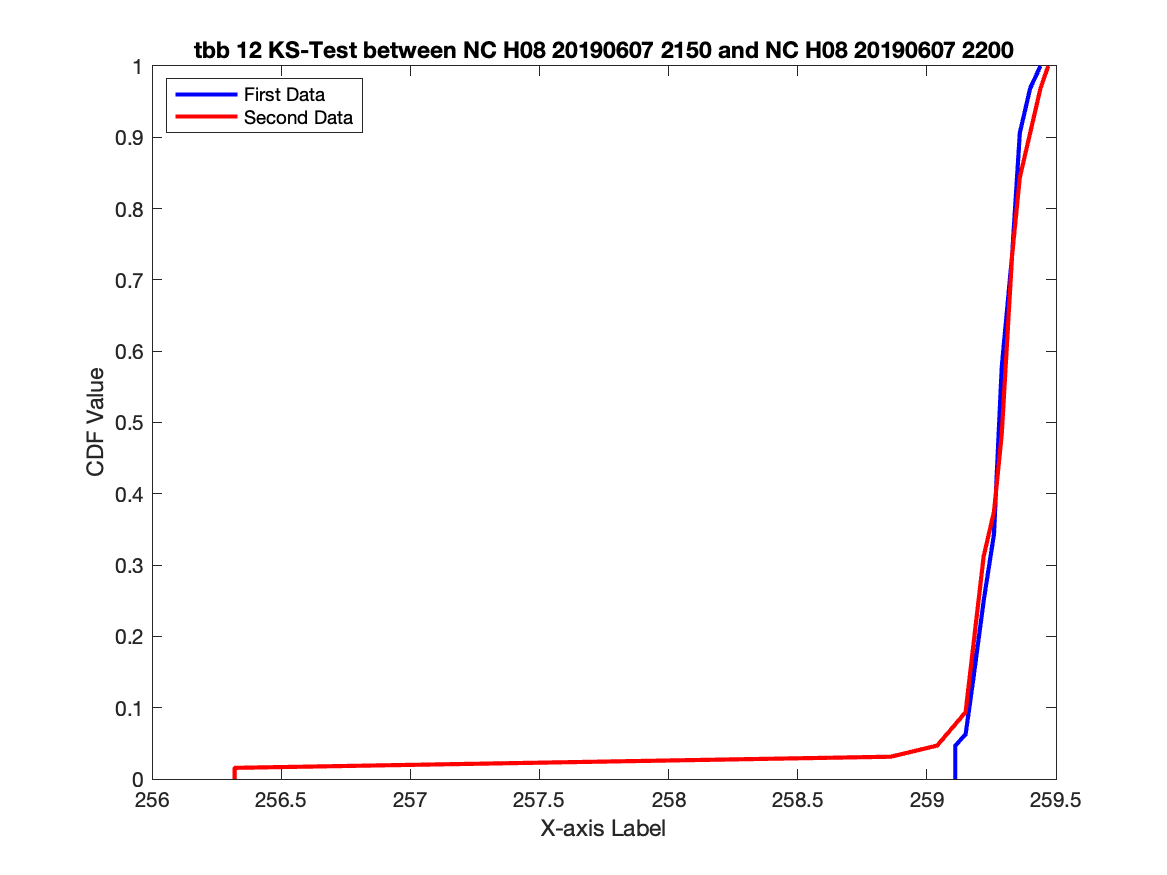 tbb 12 KS-Test between NC H08 20190607 2150 and NC H08 20190607 2200
First Data
Second Data
1
0.9
0.8
0.7
0.6
0.5
0.4
0.3
0.2
0.1
0
CDF Value
256 256.5 257 257.5 258 258.5 259 259.5
X-axis Label